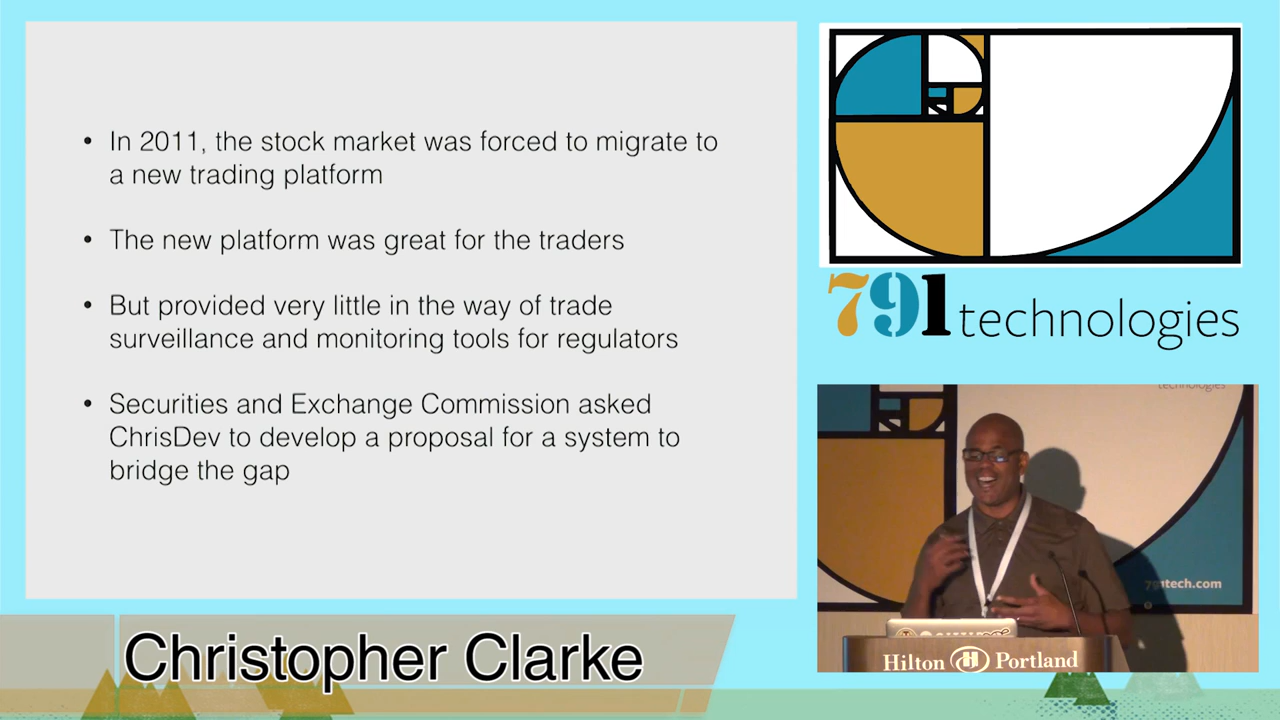 • In 2011, the stock market was forced to migrate to
a new trading platform
• The new platform was great for the traders
• But provided very little in the way of trade
surveillance and monitoring tools for regulators
• Securities and Exchange Commission asked
ChrisDev to develop a proposal for a system to
bridge the gap
791 technologies
technologies
791tech.com
Hilton H Portland
Christopher Clarke